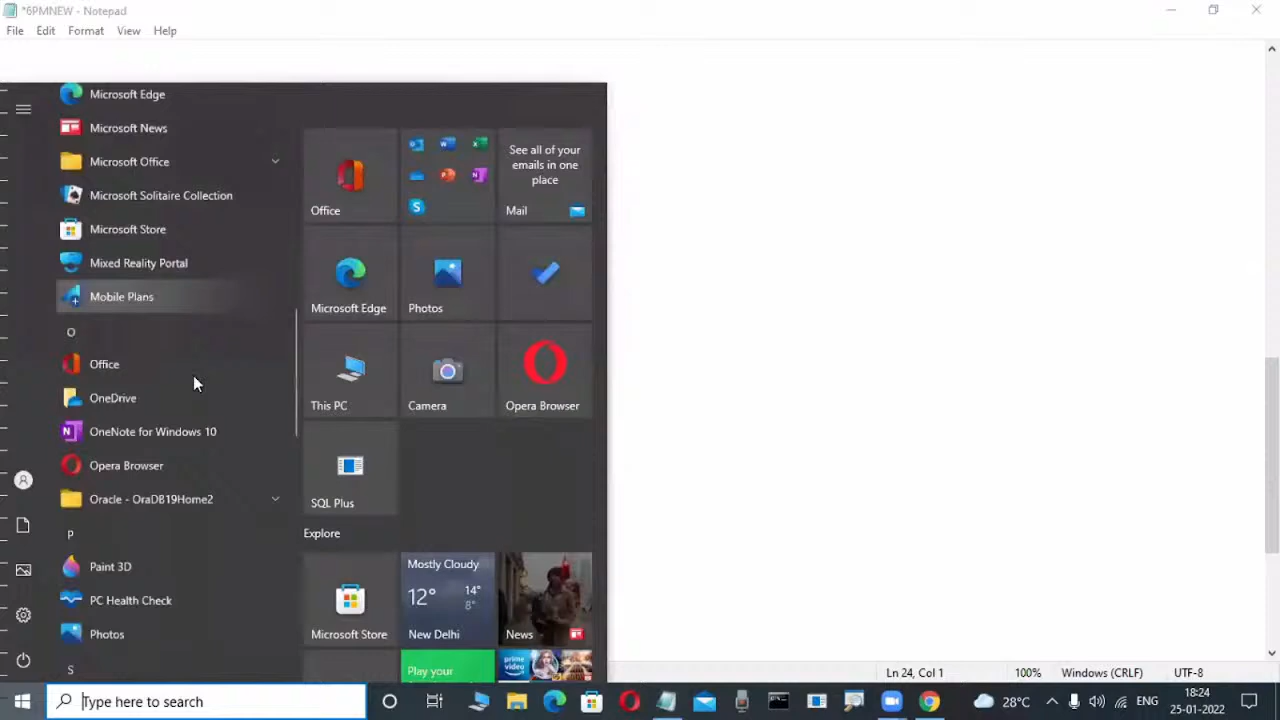 *6PMNEW - Notepad
File Edit Format View Help
Microsoft Edge
Microsoft News
Microsoft Office
Microsoft Solitaire Collection
Microsoft Store
Mixed Reality Portal
Mobile Plans
O
Office
OneDrive
OneNote for Windows 10
Opera Browser
Oracle - OraDB19Home2
P
Paint 3D
PC Health Check
Photos
S
Office
See all of your
emails in one
place
Mail
Microsoft Edge
Photos
This PC
Camera
Opera Browser
SQL Plus
Explore
Microsoft Store
Mostly Cloudy
12° 14°
8°
New Delhi
News
Play your
prime video
Ln 24, Col 1 100% Windows (CRLF) UTF-8
Type here to search
28°C ENG 18:24
25-01-2022